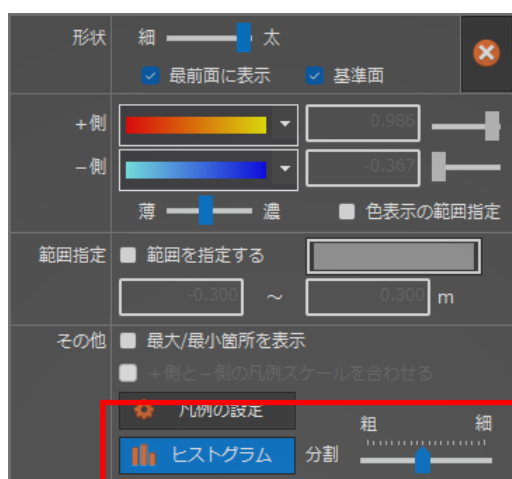 形状 細 太
最前面に表示 基準面
+側 0.986
−側 -0.367
薄 濃 色表示の範囲指定
範囲指定 範囲を指定する
-0.300 ～ 0.300 m
その他 最大/最小箇所を表示
+側と−側の凡例スケールを合わせる
凡例の設定
粗 細
ヒストグラム 分割